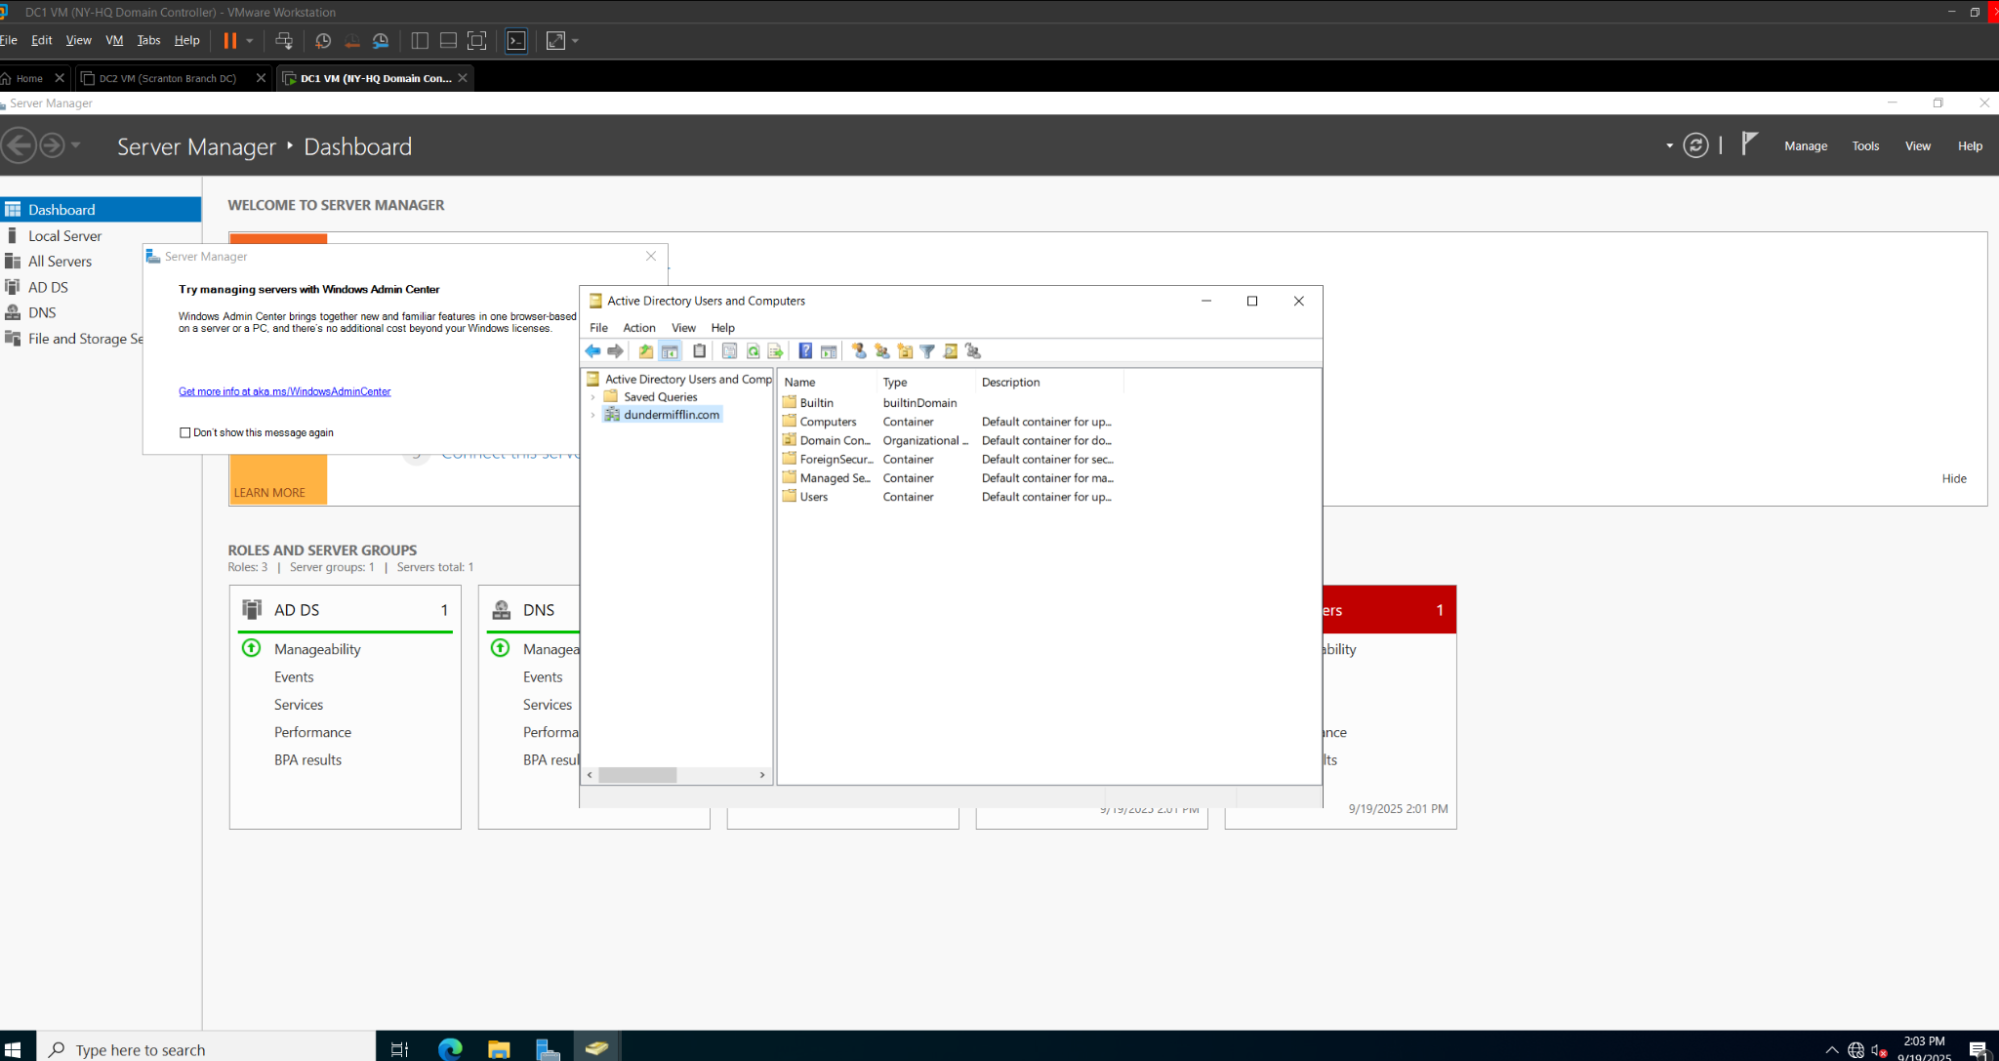 DC1 VM (NY-HQ Domain Controller) - VMware Workstation
File Edit View VM Tabs Help
Home DC2 VM (Scranton Branch DC) DC1 VM (NY-HQ Domain Con...
Server Manager
Server Manager ‣ Dashboard
Manage Tools View Help
Dashboard
Local Server
All Servers
AD DS
DNS
File and Storage Se
WELCOME TO SERVER MANAGER
Server Manager
Try managing servers with Windows Admin Center
Windows Admin Center brings together new and familiar features in one browser-based
on a server or a PC, and there's no additional cost beyond your Windows licenses.
Get more info at aka.ms/WindowsAdminCenter
Don't show this message again
Connect this serve
LEARN MORE
Hide
Active Directory Users and Computers
File Action View Help
Active Directory Users and Comp
Saved Queries
dundermifflin.com
Name Type Description
Builtin builtinDomain
Computers Container Default container for up...
Domain Con... Organizational ... Default container for do...
ForeignSecur... Container Default container for sec...
Managed Se... Container Default container for ma...
Users Container Default container for up...
ROLES AND SERVER GROUPS
Roles: 3 | Server groups: 1 | Servers total: 1
AD DS 1
Manageability
Events
Services
Performance
BPA results
DNS
Managea
Events
Services
Performa
BPA resul
9/19/2025 2:01 PM
ers 1
ability
ance
lts
9/19/2025 2:01 PM
Type here to search
2:03 PM
9/19/2025
1